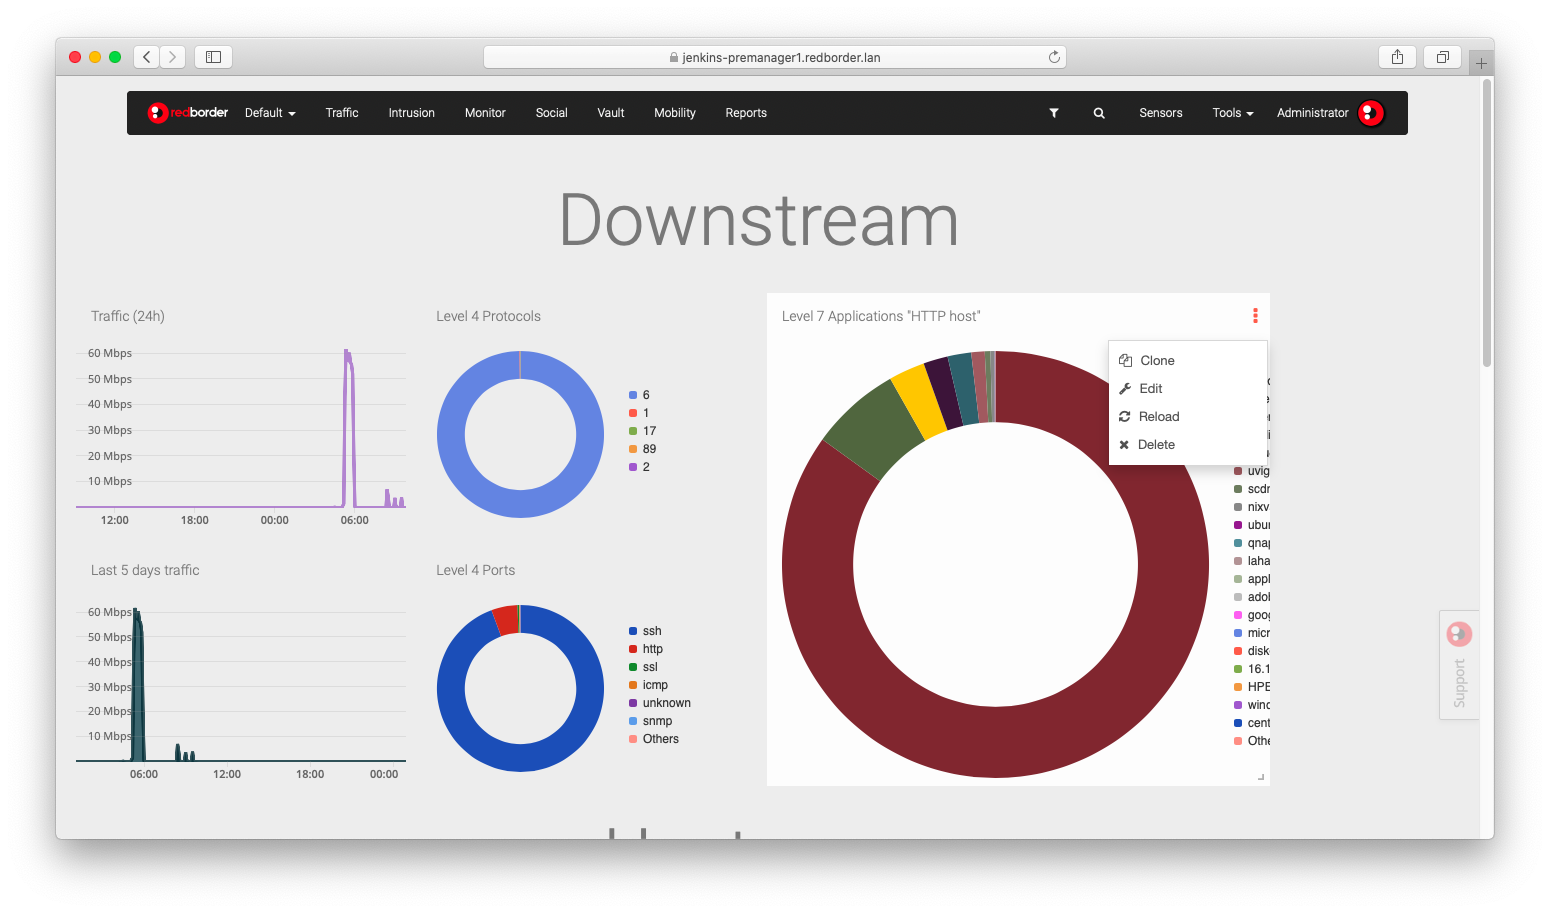 jenkins-premanager1.redborder.lan
redborder Default Traffic Intrusion Monitor Social Vault Mobility Reports Sensors Tools Administrator
Downstream
Traffic (24h)
60 Mbps
50 Mbps
40 Mbps
30 Mbps
20 Mbps
10 Mbps
12:00 18:00 00:00 06:00
Level 4 Protocols
6
1
17
89
2
Level 7 Applications "HTTP host"
Clone
Edit
Reload
Delete
uvig
scdr
nixv
ubur
qnap
laha
appl
adol
goog
micr
disk
16.1
HPE
wind
cent
Othe
Last 5 days traffic
60 Mbps
50 Mbps
40 Mbps
30 Mbps
20 Mbps
10 Mbps
06:00 12:00 18:00 00:00
Level 4 Ports
ssh
http
ssl
icmp
unknown
snmp
Others
Support